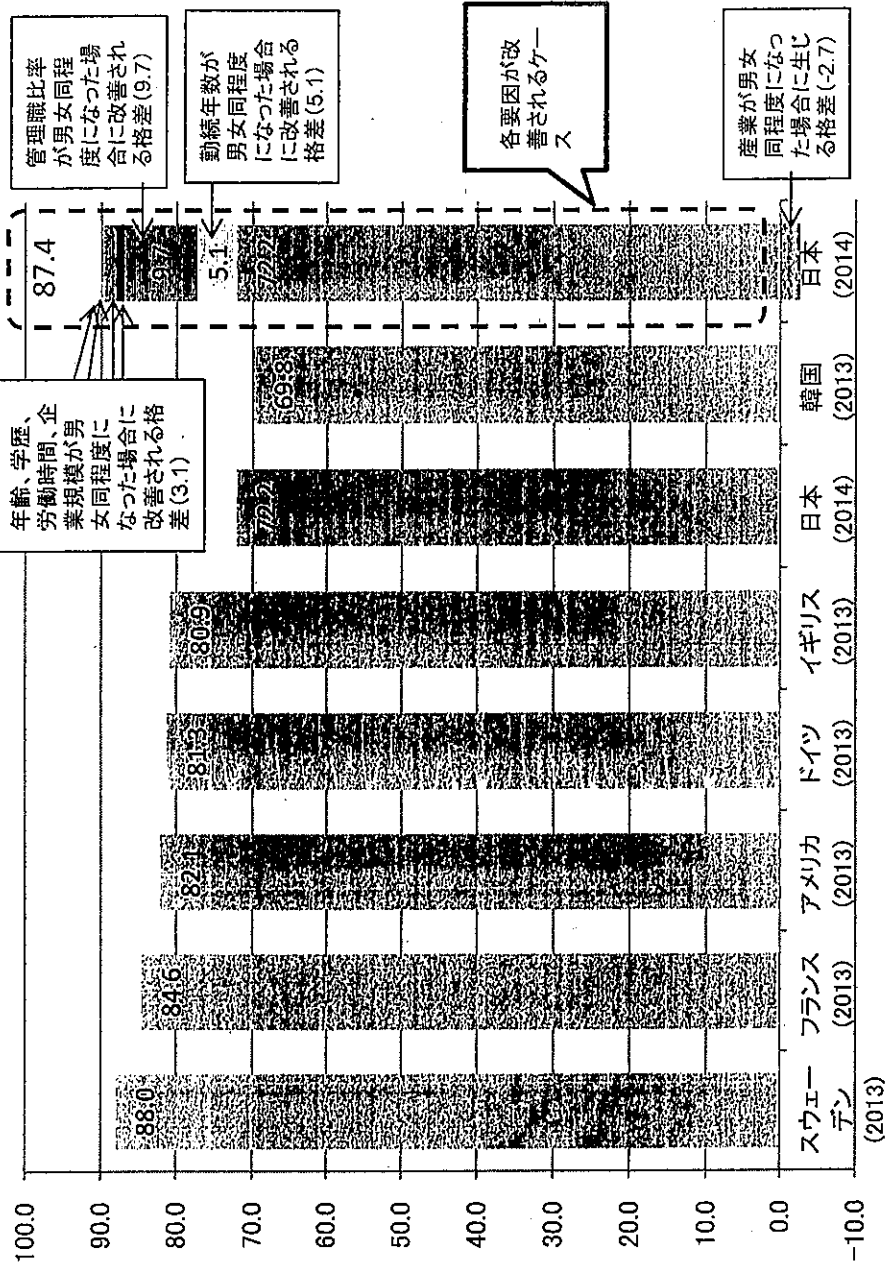 100.0
90.0
80.0
70.0
60.0
50.0
40.0
30.0
20.0
10.0
0.0
-10.0
88.0
84.6
82.1
81.3
80.9
72.2
69.8
72.2
5.1
9.7
87.4
年齢、学歴、
労働時間、企
業規模が男
女同程度に
なった場合に
改善される格
差(3.1)
管理職比率
が男女同程
度になった場
合に改善され
る格差(9.7)
勤続年数が
男女同程度
になった場合
に改善される
格差(5.1)
各要因が改
善されるケー
ス
産業が男女
同程度になっ
た場合に生じ
る格差(-2.7)
スウェー
デン
(2013)
フランス
(2013)
アメリカ
(2013)
ドイツ
(2013)
イギリス
(2013)
日本
(2014)
韓国
(2013)
日本
(2014)